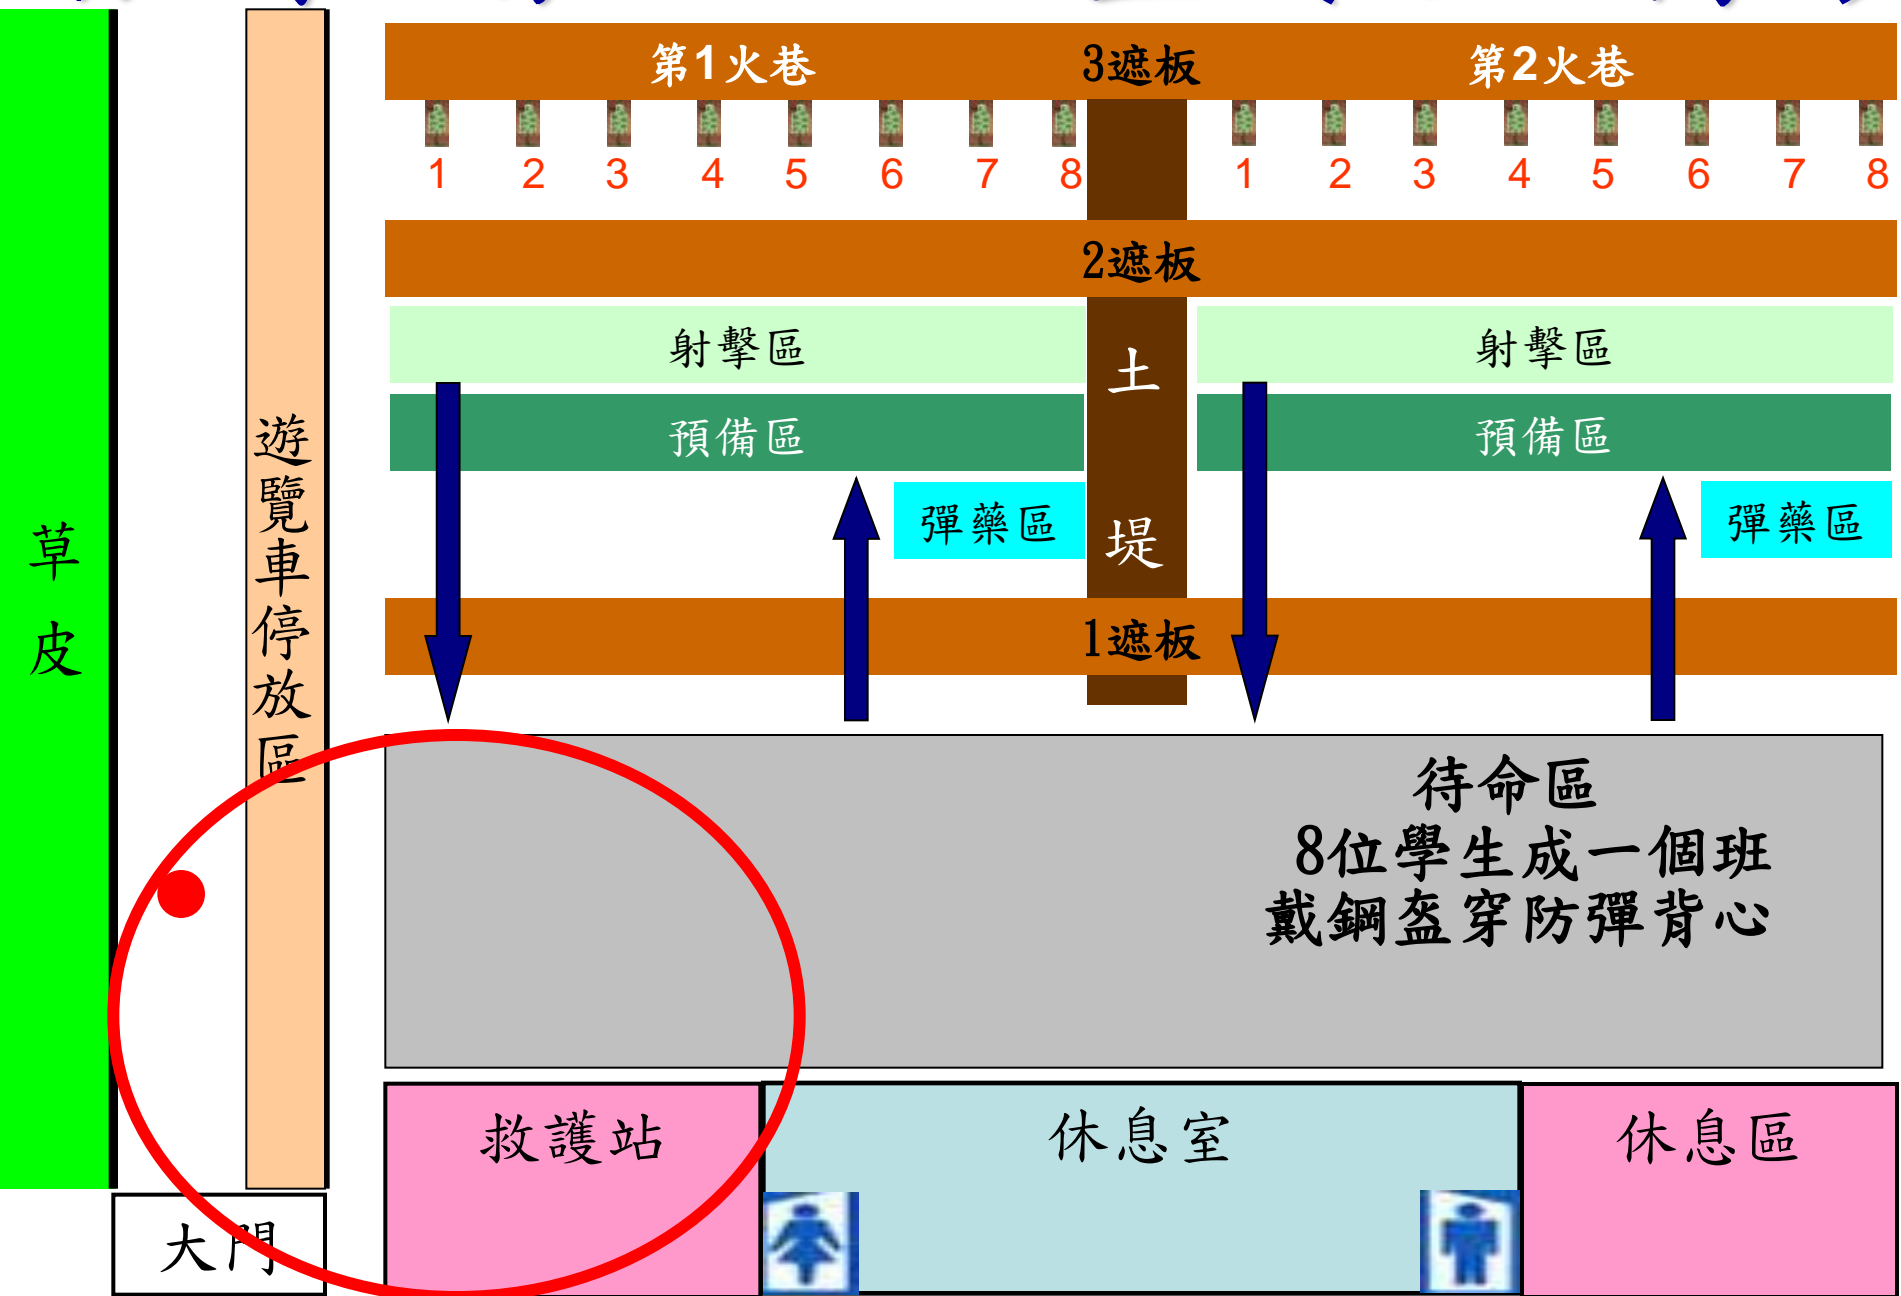 第1火巷 3遮板 第2火巷
1 2 3 4 5 6 7 8 1 2 3 4 5 6 7 8
2遮板
射擊區 射擊區
預備區 預備區
彈藥區 彈藥區
土堤
1遮板
草皮
遊覽車停放區
待命區
8位學生成一個班
戴鋼盔穿防彈背心
救護站 休息室 休息區
大門